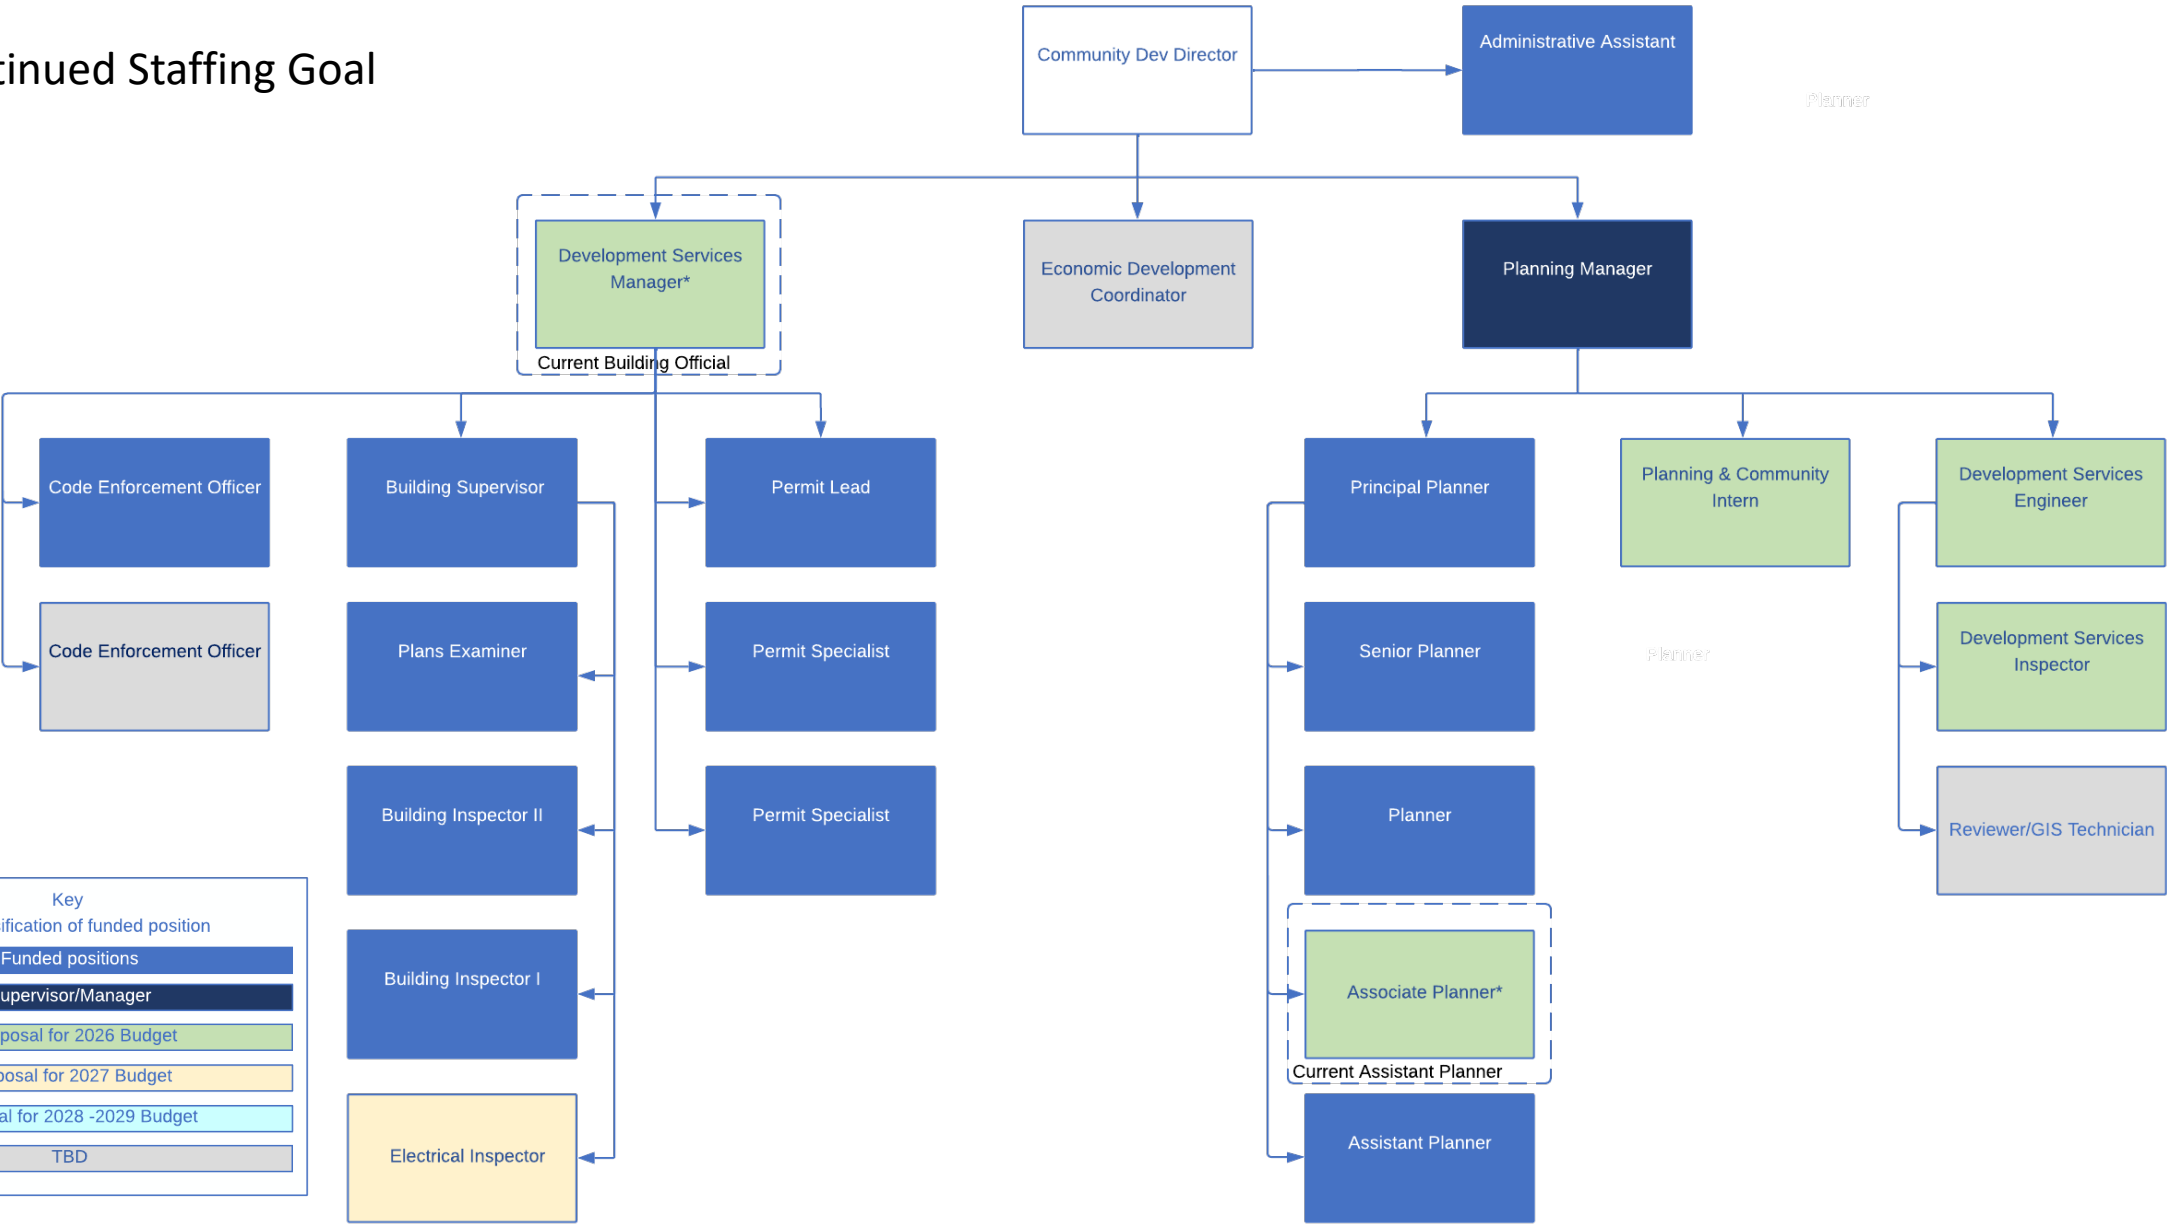 tinued Staffing Goal
Community Dev Director
Administrative Assistant
Planner
Development Services
Manager*
Current Building Official
Economic Development
Coordinator
Planning Manager
Code Enforcement Officer
Building Supervisor
Permit Lead
Principal Planner
Planning & Community
Intern
Development Services
Engineer
Code Enforcement Officer
Plans Examiner
Permit Specialist
Senior Planner
Planner
Development Services
Inspector
Building Inspector II
Permit Specialist
Planner
Reviewer/GIS Technician
Key
ification of funded position
Funded positions
upervisor/Manager
posal for 2026 Budget
posal for 2027 Budget
al for 2028 -2029 Budget
TBD
Building Inspector I
Associate Planner*
Current Assistant Planner
Electrical Inspector
Assistant Planner